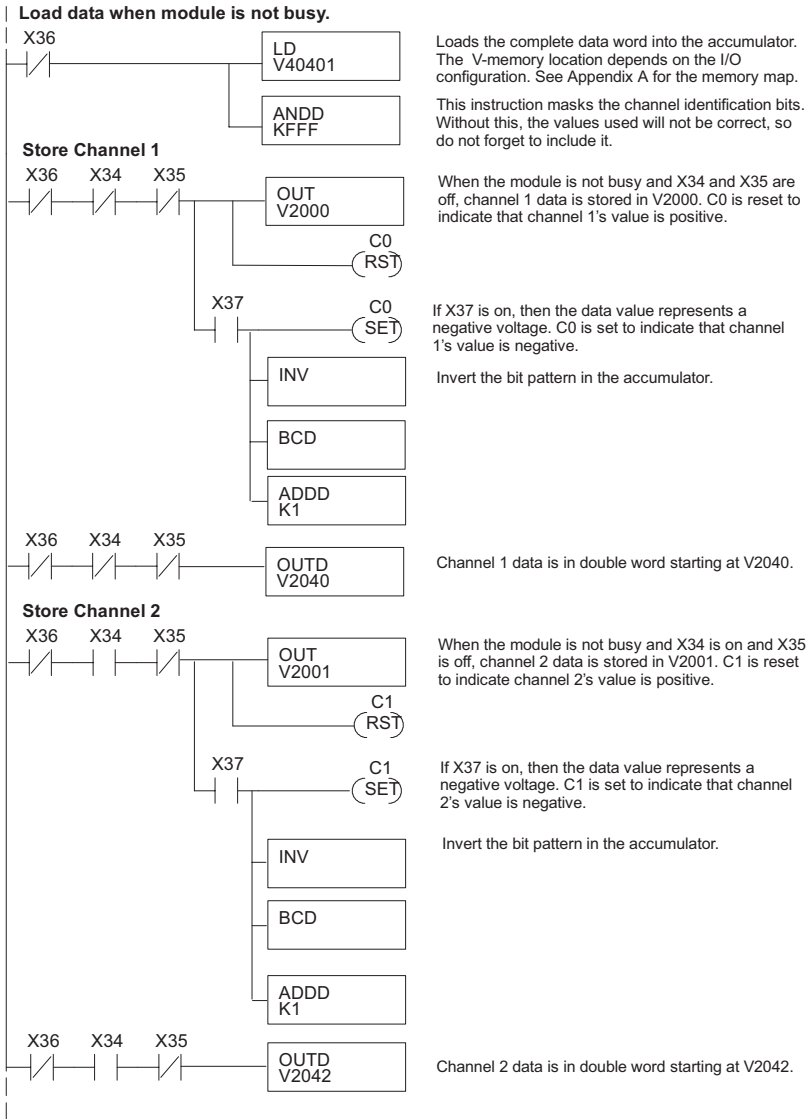 Load data when module is not busy.
X36
LD
V40401
Loads the complete data word into the accumulator.
The V-memory location depends on the I/O
configuration. See Appendix A for the memory map.
ANDD
KFFF
This instruction masks the channel identification bits.
Without this, the values used will not be correct, so
do not forget to include it.
Store Channel 1
X36 X34 X35
OUT
V2000
When the module is not busy and X34 and X35 are
off, channel 1 data is stored in V2000. C0 is reset to
indicate that channel 1's value is positive.
C0
RST
X37
C0
SET
If X37 is on, then the data value represents a
negative voltage. C0 is set to indicate that channel
1's value is negative.
INV
Invert the bit pattern in the accumulator.
BCD
ADDD
K1
X36 X34 X35
OUTD
V2040
Channel 1 data is in double word starting at V2040.
Store Channel 2
X36 X34 X35
OUT
V2001
When the module is not busy and X34 is on and X35
is off, channel 2 data is stored in V2001. C1 is reset
to indicate channel 2's value is positive.
C1
RST
X37
C1
SET
If X37 is on, then the data value represents a
negative voltage. C1 is set to indicate that channel
2's value is negative.
Invert the bit pattern in the accumulator.
INV
BCD
ADDD
K1
X36 X34 X35
OUTD
V2042
Channel 2 data is in double word starting at V2042.